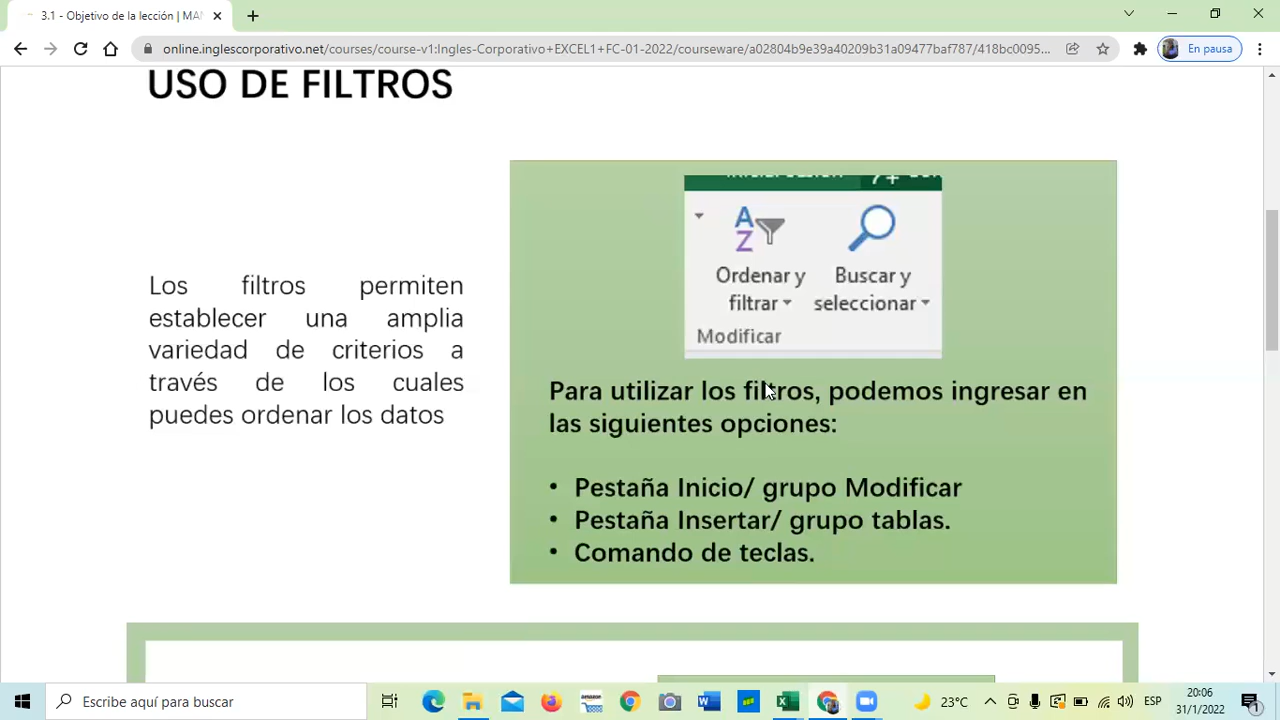 3.1 - Objetivo de la lección | MAN
online.inglescorporativo.net/courses/course-v1:Ingles-Corporativo+EXCEL1+FC-01-2022/courseware/a02804b9e39a40209b31a09477baf787/418bc0095...
En pausa
USO DE FILTROS
Los filtros permiten
establecer una amplia
variedad de criterios a
través de los cuales
puedes ordenar los datos
A
Z
Ordenar y
filtrar
Buscar y
seleccionar
Modificar
Para utilizar los filtros, podemos ingresar en
las siguientes opciones:
• Pestaña Inicio/ grupo Modificar
• Pestaña Insertar/ grupo tablas.
• Comando de teclas.
Escribe aquí para buscar
amazon
23°C
ESP
20:06
31/1/2022